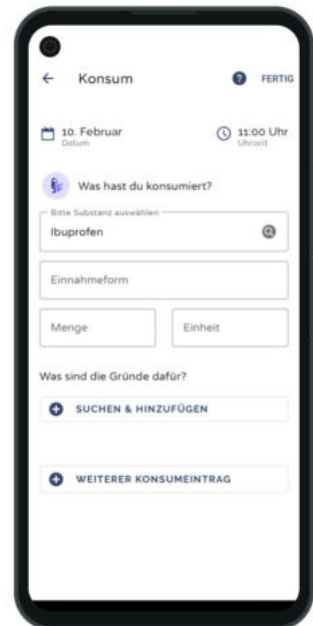 Konsum
FERTIG
10. Februar
Datum
11:00 Uhr
Uhrzeit
Was hast du konsumiert?
Bitte Substanz auswählen
Ibuprofen
Einnahmeform
Menge
Einheit
Was sind die Gründe dafür?
SUCHEN & HINZUFÜGEN
WEITERER KONSUMEINTRAG